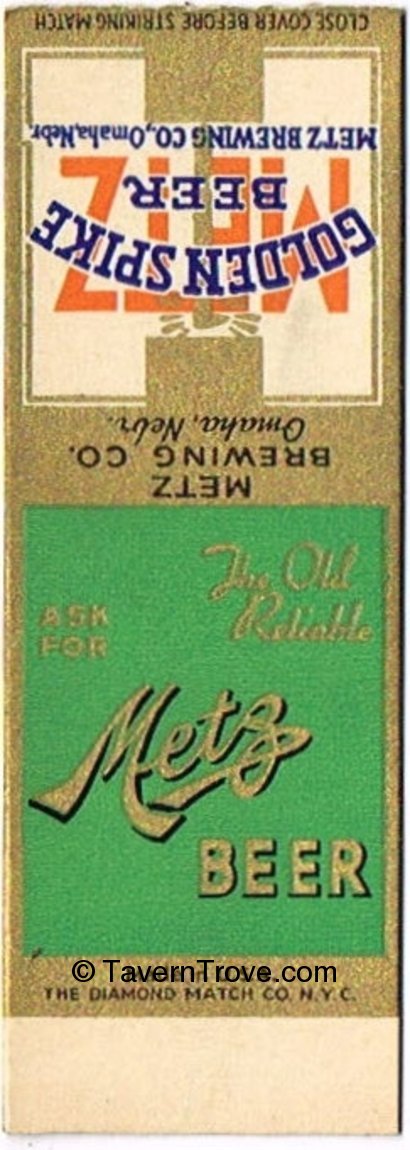 CLOSE COVER BEFORE STRIKING MATCH
METZ BREWING CO., Omaha, Nebr.
METZ
GOLDEN SPIKE
BEER
METZ
BREWING CO.
Omaha, Nebr.
The Old
Reliable
ASK
FOR
Metz
BEER
© TavernTrove.com
THE DIAMOND MATCH CO. N.Y.C.